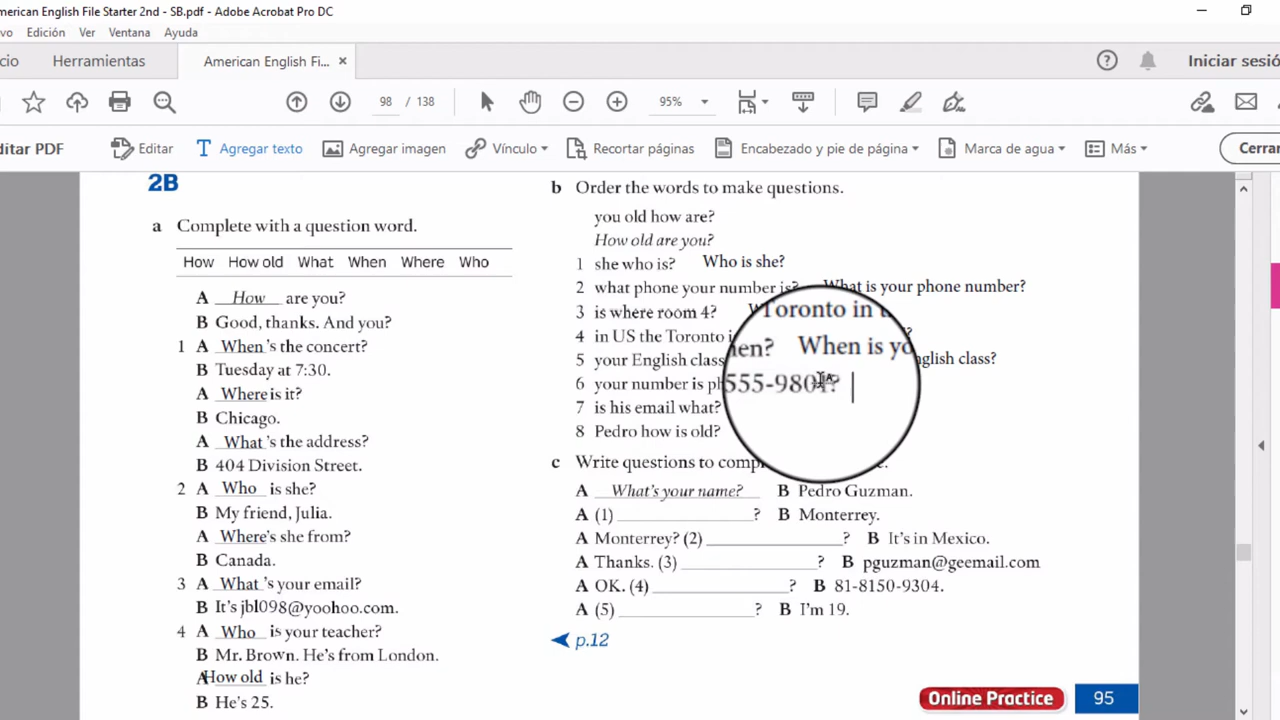 merican English File Starter 2nd - SB.pdf - Adobe Acrobat Pro DC
vo Edición Ver Ventana Ayuda
cio Herramientas American English Fi... × Iniciar sesió
98 / 138 95%
ditar PDF Editar Agregar texto Agregar imagen Vínculo Recortar páginas Encabezado y pie de página Marca de agua Más Cerrar
2B
a Complete with a question word.
How How old What When Where Who
A How are you?
B Good, thanks. And you?
1 A When's the concert?
B Tuesday at 7:30.
A Where is it?
B Chicago.
A What's the address?
B 404 Division Street.
2 A Who is she?
B My friend, Julia.
A Where's she from?
B Canada.
3 A What's your email?
B It's jbl098@yoohoo.com.
4 A Who is your teacher?
B Mr. Brown. He's from London.
A How old is he?
B He's 25.
b Order the words to make questions.
you old how are?
How old are you?
1 she who is? Who is she?
2 what phone your number is? What is your phone number?
3 is where room 4?
4 in US the Toronto Toronto in
5 your English class hen? When is yo nglish class?
6 your number is ph 555-9801?
7 is his email what?
8 Pedro how is old?
c Write questions to comp
A What's your name? B Pedro Guzman.
A (1) ______? B Monterrey.
A Monterrey? (2) ______? B It's in Mexico.
A Thanks. (3) ______? B pguzman@geemail.com
A OK. (4) ______? B 81-8150-9304.
A (5) ______? B I'm 19.
p.12
Online Practice 95